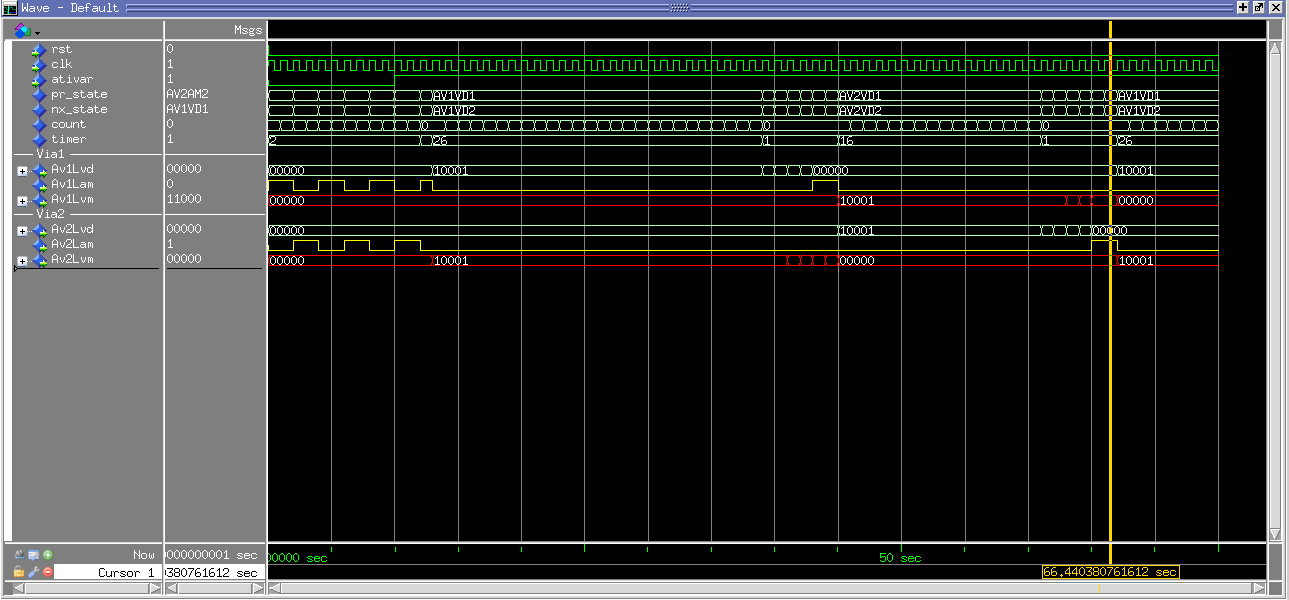 Wave - Default
Msgs
rst 0
clk 1
ativar 1
pr_state AV2AM2 AV1VD1 AV2VD1 AV1VD1
nx_state AV1VD1 AV1VD2 AV2VD2 AV1VD2
count 0 0 0 0
timer 1 2 26 1 16 1 26
Via1
Av1Lvd 00000 00000 10001 00000 10001
Av1Lam 0
Av1Lvm 11000 00000 10001 00000
Via2
Av2Lvd 00000 00000 10001 00000
Av2Lam 1
Av2Lvm 00000 00000 10001 00000 10001
Now 000000001 sec 00000 sec 50 sec
Cursor 1 380761612 sec 66.440380761612 sec